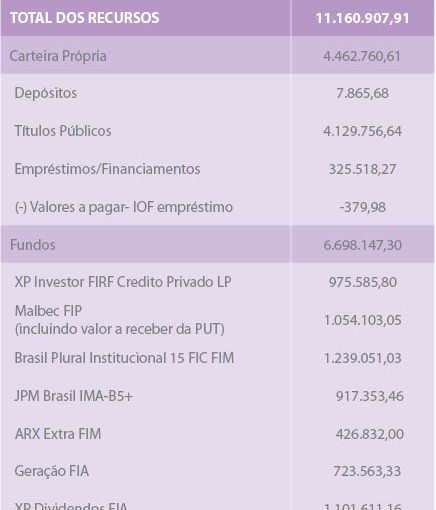 TOTAL DOS RECURSOS 11.160.907,91
Carteira Própria 4.462.760,61
Depósitos 7.865,68
Títulos Públicos 4.129.756,64
Empréstimos/Financiamentos 325.518,27
(-) Valores a pagar- IOF empréstimo -379,98
Fundos 6.698.147,30
XP Investor FIRF Credito Privado LP 975.585,80
Malbec FIP
(incluindo valor a receber da PUT) 1.054.103,05
Brasil Plural Institucional 15 FIC FIM 1.239.051,03
JPM Brasil IMA-B5+ 917.353,46
ARX Extra FIM 426.832,00
Geração FIA 723.563,33
XP Dividendos FIA 1.101.611,16